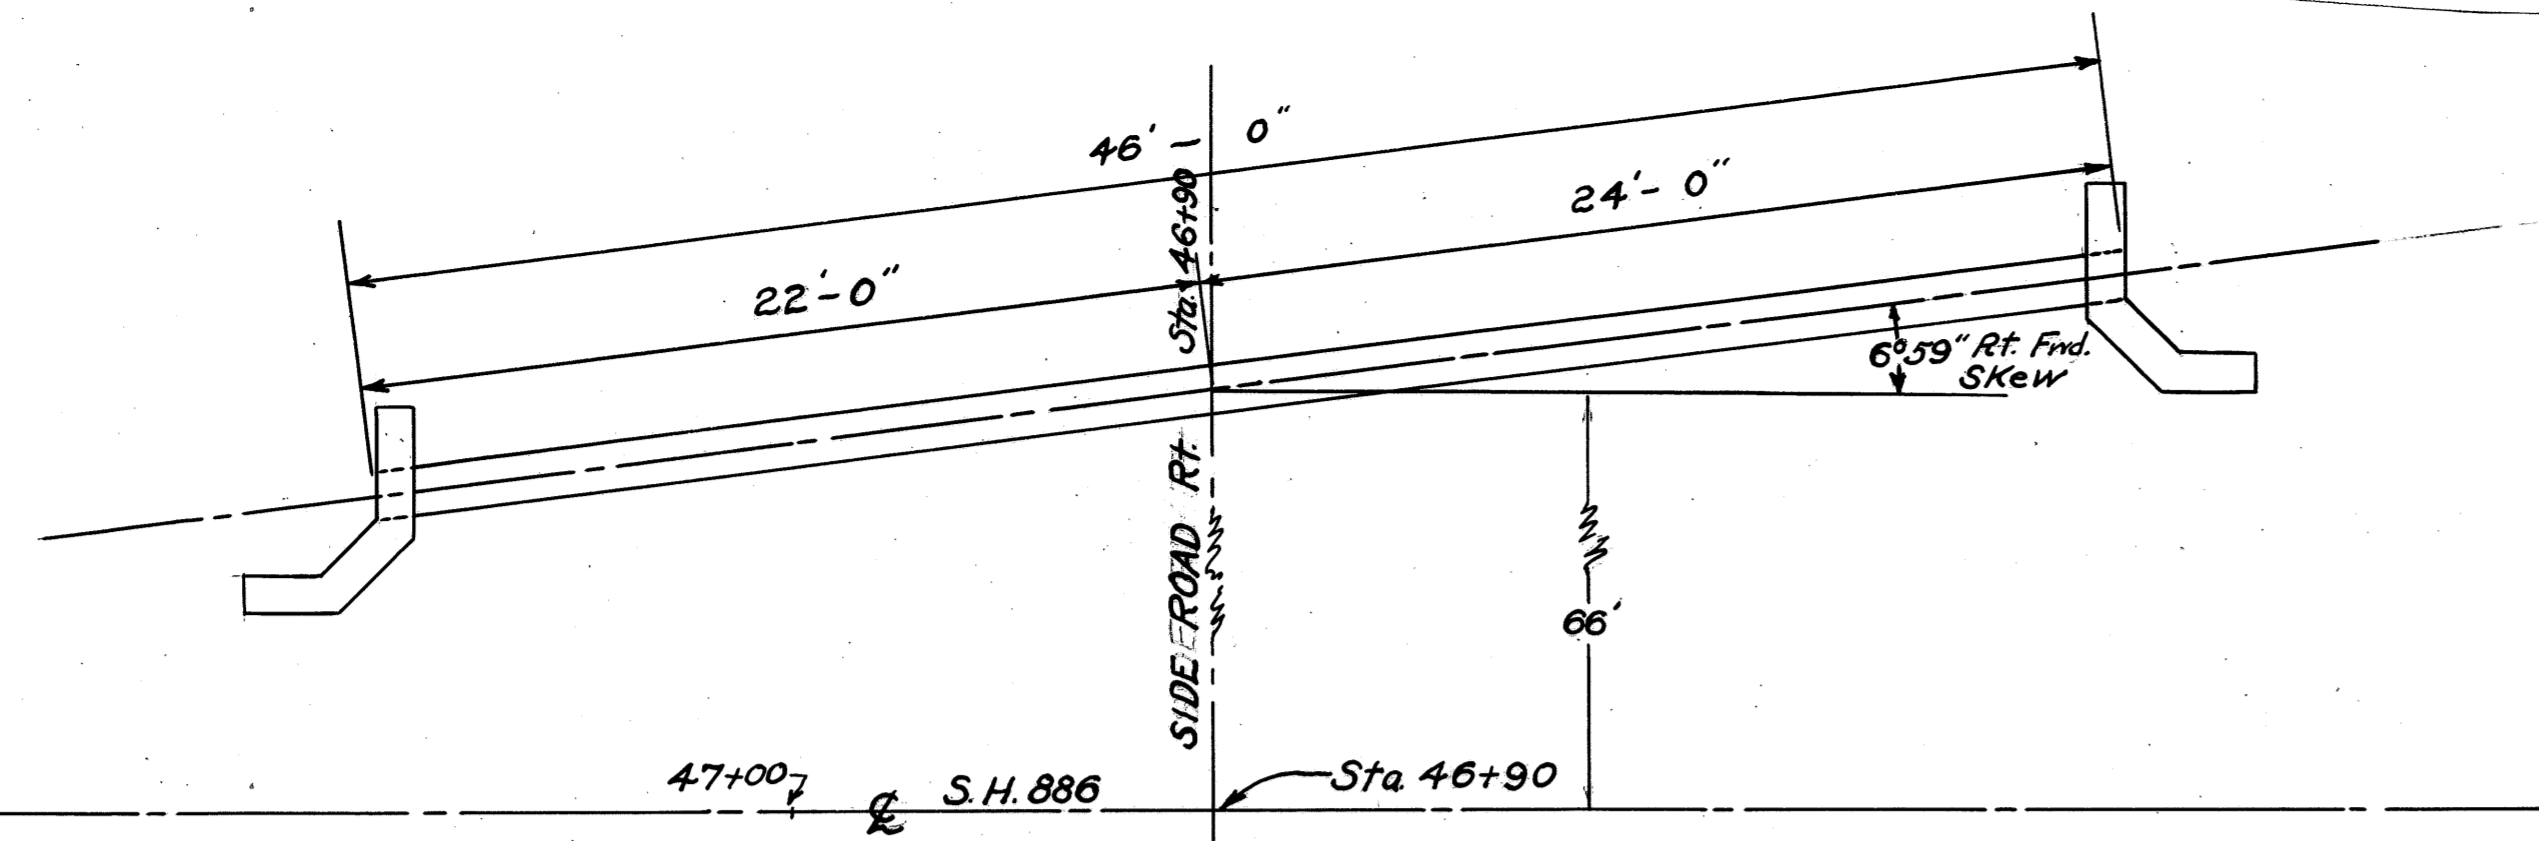 46' - 0"
24'- 0"
22'-0"
Sta. 46+90
6°59" Rt. Fwd.
Skew
SIDE ROAD Rt.
66'
47+00
℄ S.H. 886
Sta. 46+90